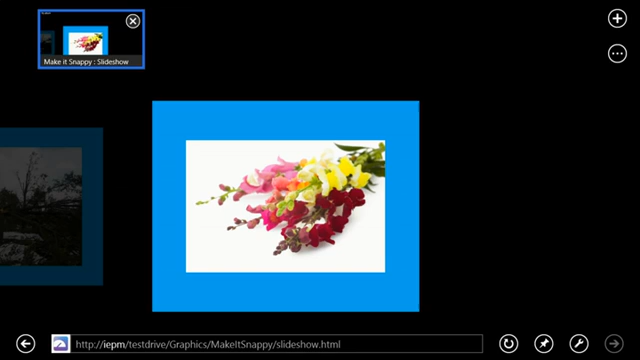 Make it Snappy : Slideshow
http://iepm/testdrive/Graphics/MakeItSnappy/slideshow.html